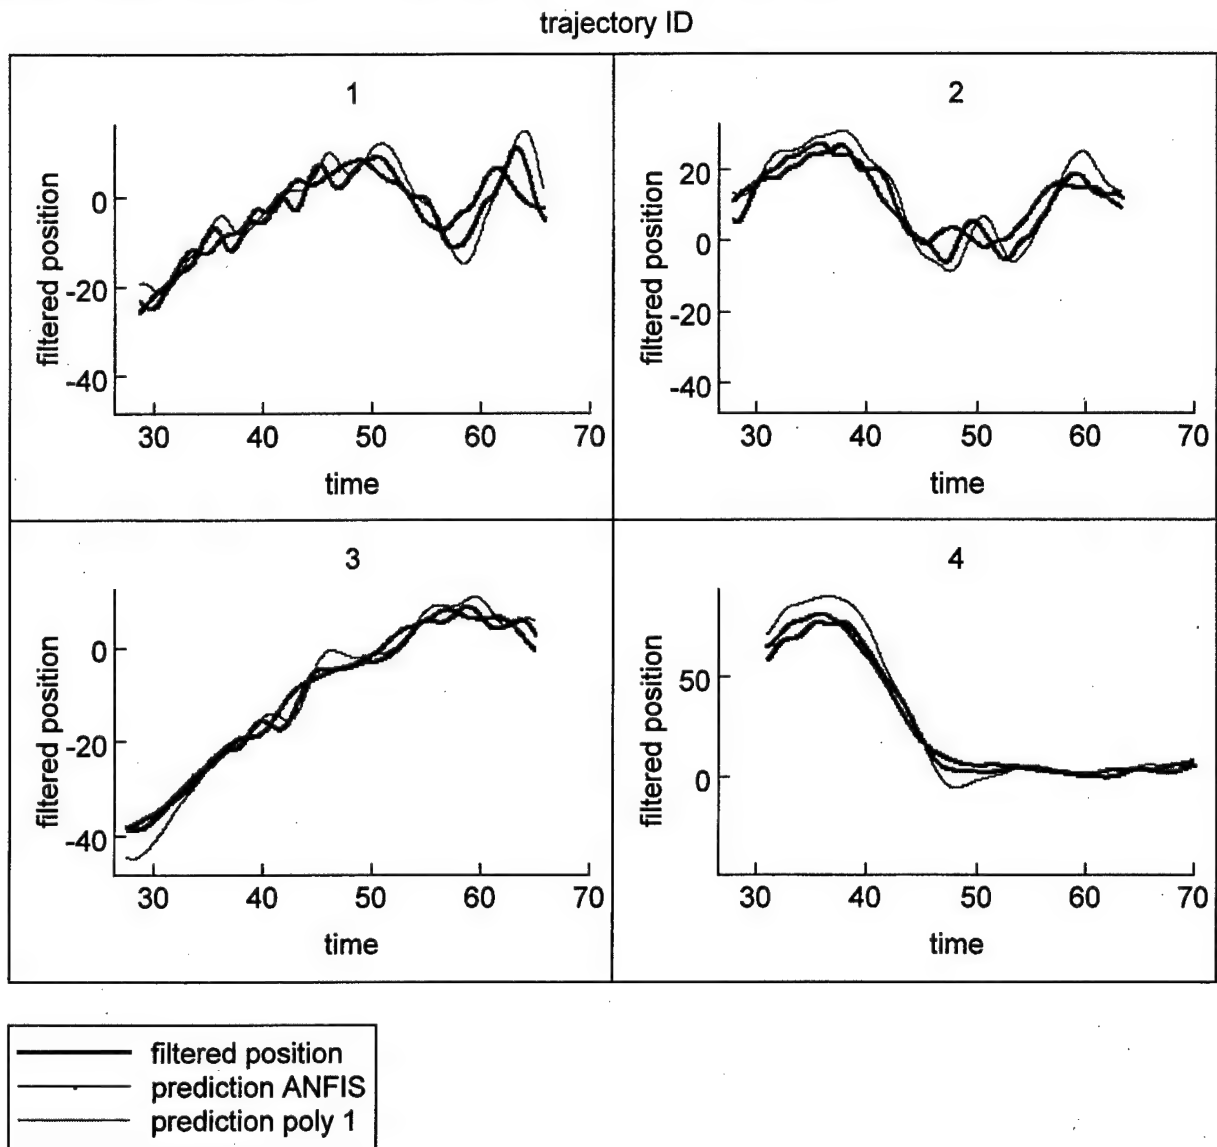 trajectory ID
1
0
-20
-40
filtered position
30 40 50 60 70
time
2
20
0
-20
-40
filtered position
30 40 50 60 70
time
3
0
-20
-40
filtered position
30 40 50 60 70
time
4
50
0
filtered position
30 40 50 60 70
time
filtered position
prediction ANFIS
prediction poly 1